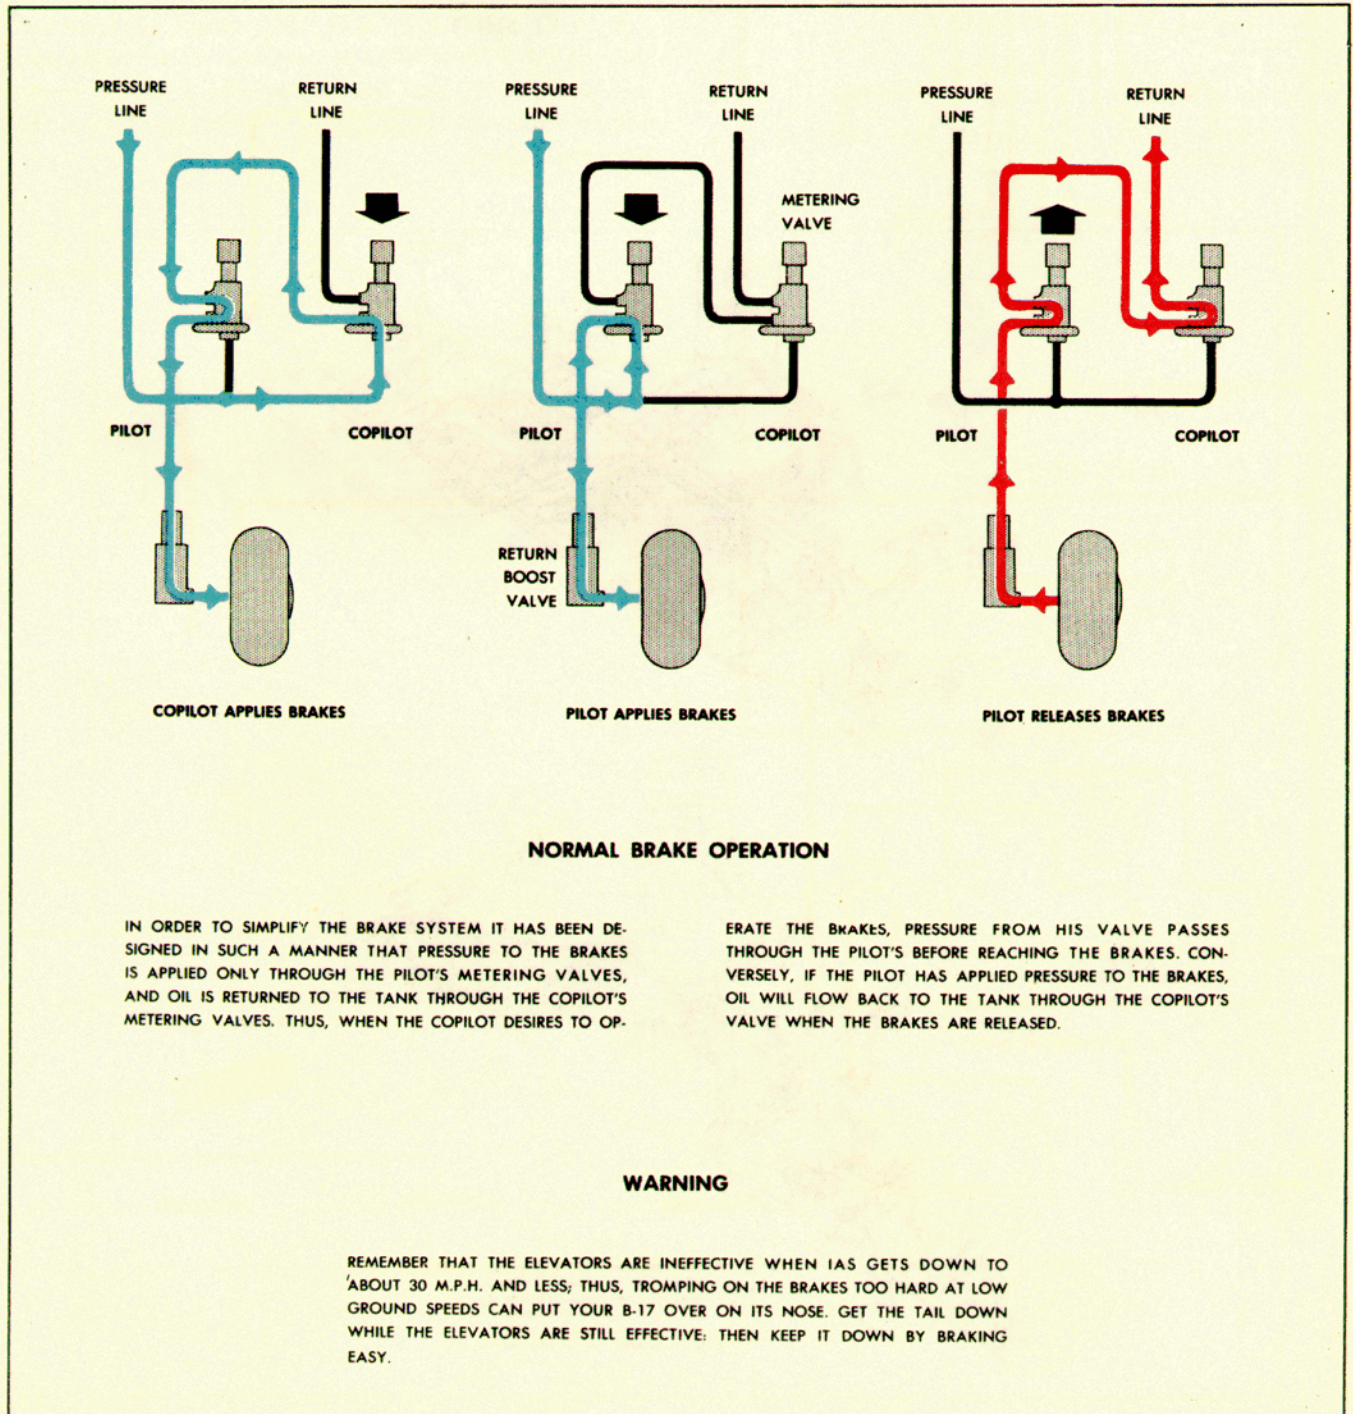 PRESSURE
LINE
RETURN
LINE
PILOT
COPILOT
COPILOT APPLIES BRAKES
PRESSURE
LINE
RETURN
LINE
METERING
VALVE
PILOT
COPILOT
RETURN
BOOST
VALVE
PILOT APPLIES BRAKES
PRESSURE
LINE
RETURN
LINE
PILOT
COPILOT
PILOT RELEASES BRAKES
NORMAL BRAKE OPERATION
IN ORDER TO SIMPLIFY THE BRAKE SYSTEM IT HAS BEEN DE-
SIGNED IN SUCH A MANNER THAT PRESSURE TO THE BRAKES
IS APPLIED ONLY THROUGH THE PILOT'S METERING VALVES,
AND OIL IS RETURNED TO THE TANK THROUGH THE COPILOT'S
METERING VALVES. THUS, WHEN THE COPILOT DESIRES TO OP-
ERATE THE BRAKES, PRESSURE FROM HIS VALVE PASSES
THROUGH THE PILOT'S BEFORE REACHING THE BRAKES. CON-
VERSELY, IF THE PILOT HAS APPLIED PRESSURE TO THE BRAKES,
OIL WILL FLOW BACK TO THE TANK THROUGH THE COPILOT'S
VALVE WHEN THE BRAKES ARE RELEASED.
WARNING
REMEMBER THAT THE ELEVATORS ARE INEFFECTIVE WHEN IAS GETS DOWN TO
ABOUT 30 M.P.H. AND LESS; THUS, TROMPING ON THE BRAKES TOO HARD AT LOW
GROUND SPEEDS CAN PUT YOUR B-17 OVER ON ITS NOSE. GET THE TAIL DOWN
WHILE THE ELEVATORS ARE STILL EFFECTIVE: THEN KEEP IT DOWN BY BRAKING
EASY.